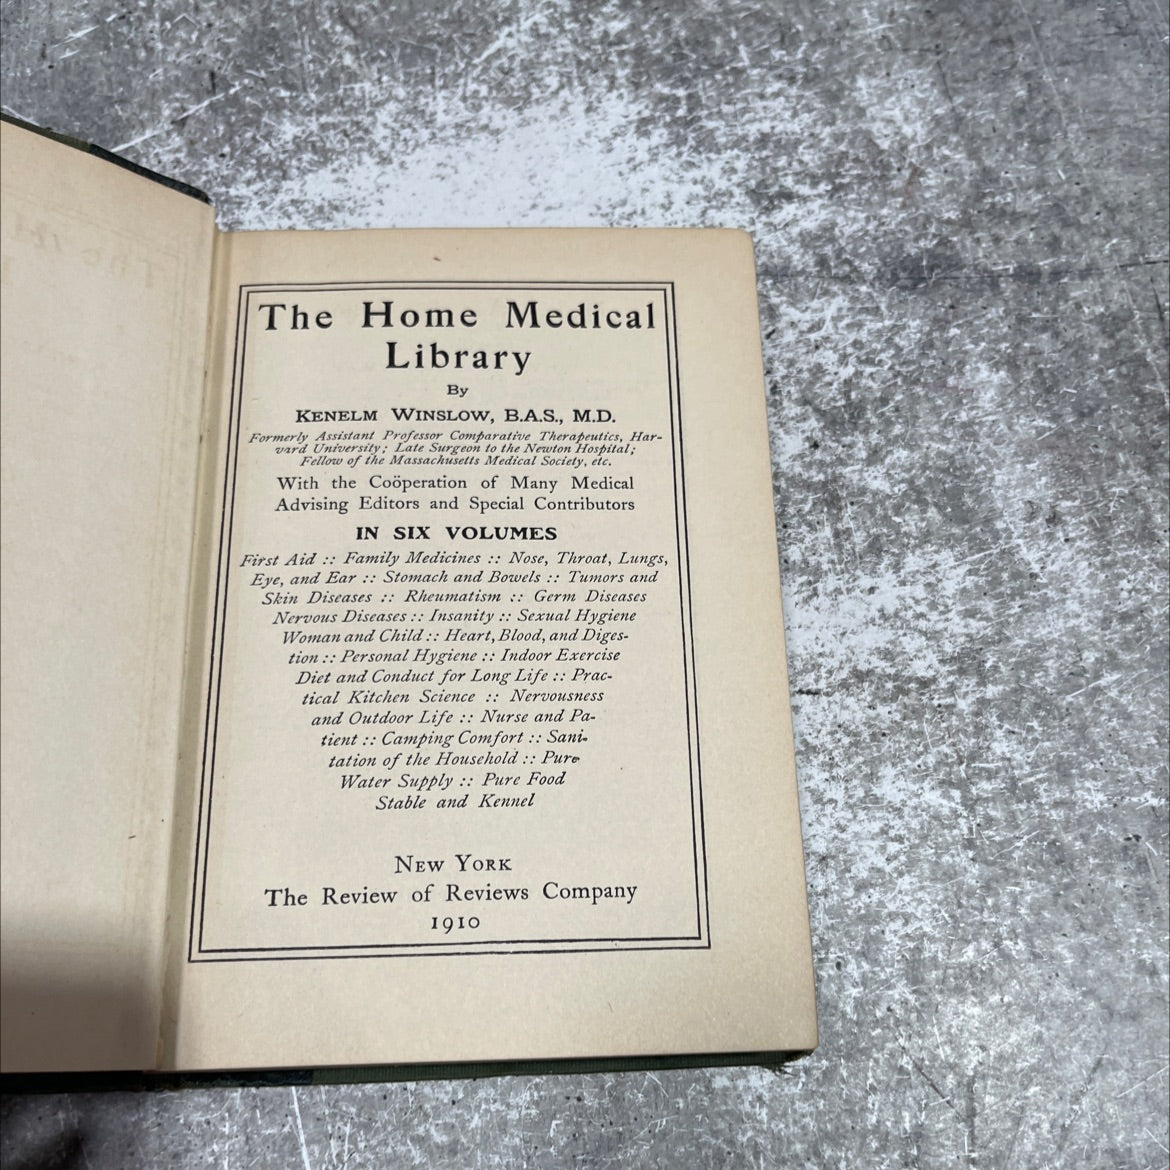 The Home Medical
Library
By
KENELM WINSLOW, B.A.S., M.D.
Formerly Assistant Professor Comparative Therapeutics, Har-
vard University; Late Surgeon to the Newton Hospital;
Fellow of the Massachusetts Medical Society, etc.
With the Coöperation of Many Medical
Advising Editors and Special Contributors
IN SIX VOLUMES
First Aid :: Family Medicines :: Nose, Throat, Lungs,
Eye, and Ear :: Stomach and Bowels :: Tumors and
Skin Diseases :: Rheumatism :: Germ Diseases
Nervous Diseases :: Insanity :: Sexual Hygiene
Woman and Child :: Heart, Blood, and Diges-
tion :: Personal Hygiene :: Indoor Exercise
Diet and Conduct for Long Life :: Prac-
tical Kitchen Science :: Nervousness
and Outdoor Life :: Nurse and Pa-
tient :: Camping Comfort :: Sani-
tation of the Household :: Pure
Water Supply :: Pure Food
Stable and Kennel
NEW YORK
The Review of Reviews Company
1910